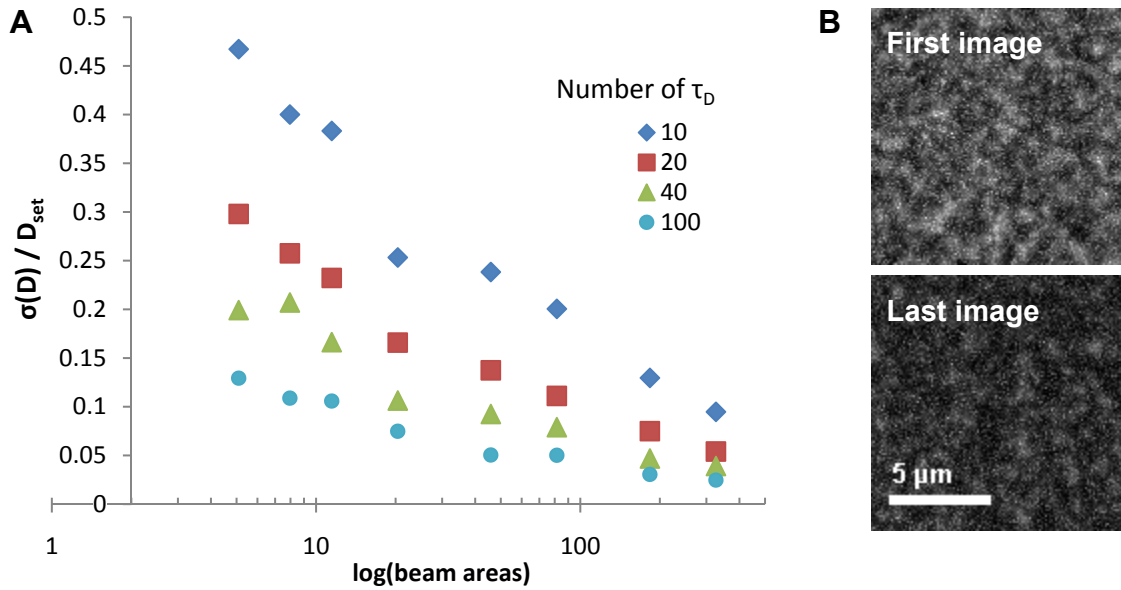 A
0.5
0.45
0.4
0.35
0.3
0.25
0.2
0.15
0.1
0.05
0
σ(D) / Dset
1
10
100
log(beam areas)
Number of τD
10
20
40
100
B
First image
Last image
5 µm